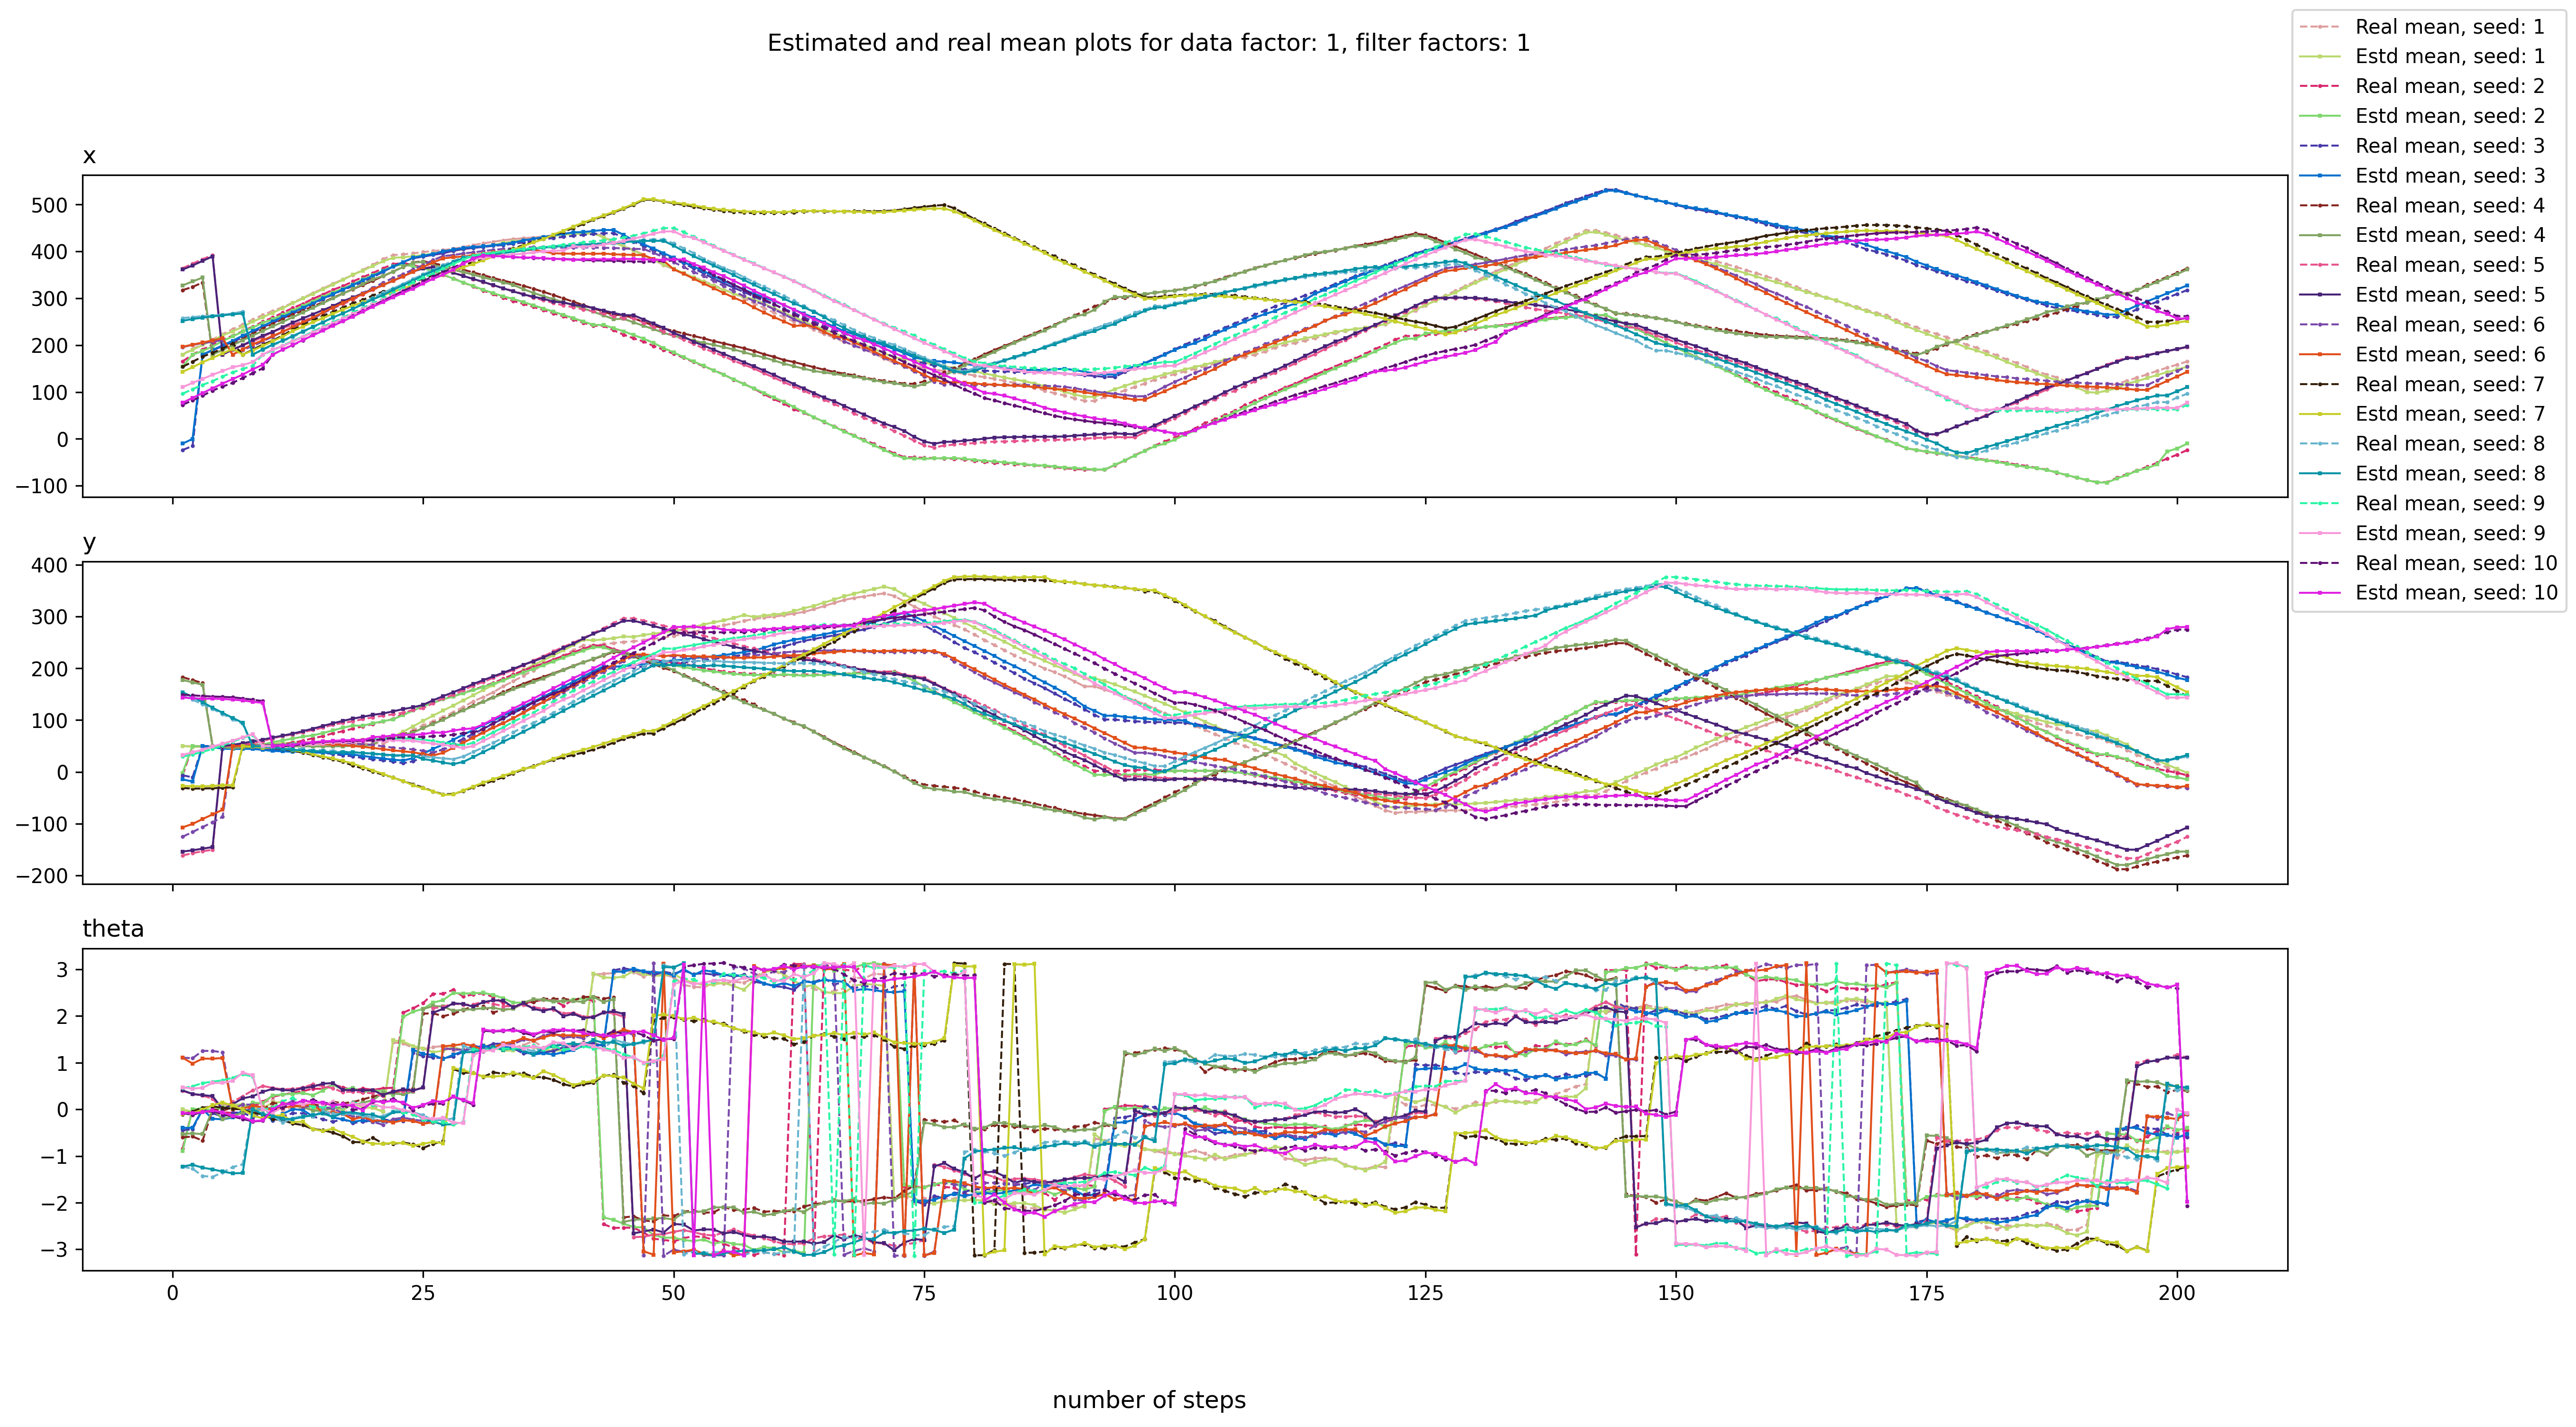 Estimated and real mean plots for data factor: 1, filter factors: 1
Real mean, seed: 1
Estd mean, seed: 1
Real mean, seed: 2
Estd mean, seed: 2
Real mean, seed: 3
Estd mean, seed: 3
Real mean, seed: 4
Estd mean, seed: 4
Real mean, seed: 5
Estd mean, seed: 5
Real mean, seed: 6
Estd mean, seed: 6
Real mean, seed: 7
Estd mean, seed: 7
Real mean, seed: 8
Estd mean, seed: 8
Real mean, seed: 9
Estd mean, seed: 9
Real mean, seed: 10
Estd mean, seed: 10
x
500
400
300
200
100
0
−100
y
400
300
200
100
0
−100
−200
theta
3
2
1
0
−1
−2
−3
0 25 50 75 100 125 150 175 200
number of steps